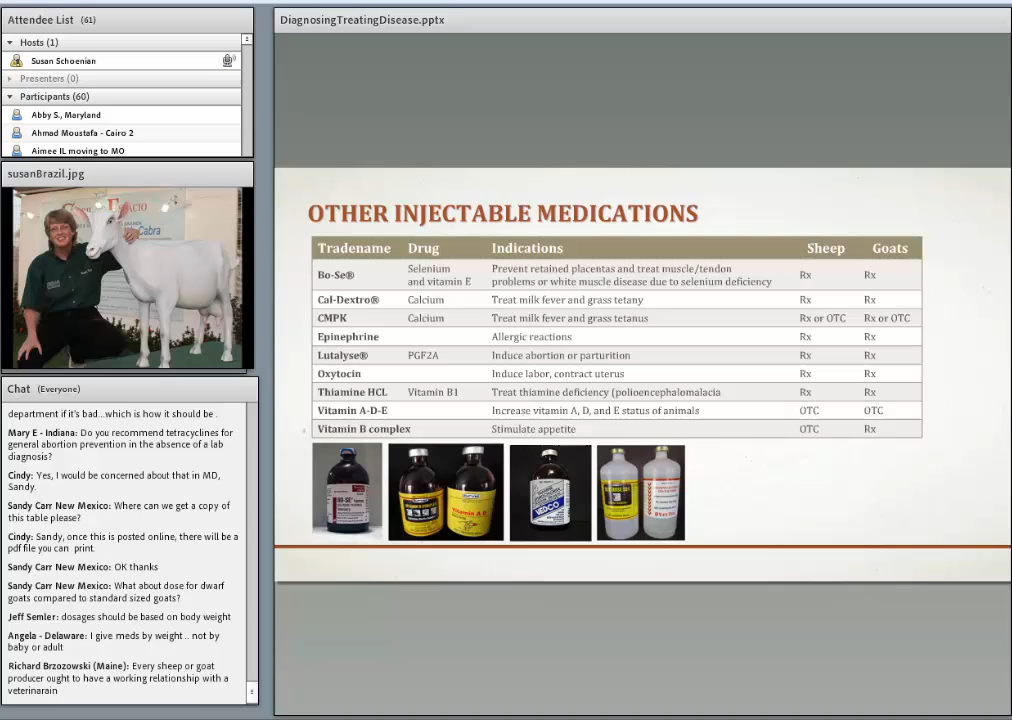 Attendee List (61)
Hosts (1)
Susan Schoenian
Presenters (0)
Participants (60)
Abby S., Maryland
Ahmad Moustafa - Cairo 2
Aimee IL moving to MO
susanBrazil.jpg
Cabra
Chat (Everyone)
department if it's bad...which is how it should be .
Mary E - Indiana: Do you recommend tetracyclines for
general abortion prevention in the absence of a lab
diagnosis?
Cindy: Yes, I would be concerned about that in MD,
Sandy.
Sandy Carr New Mexico: Where can we get a copy of
this table please?
Cindy: Sandy, once this is posted online, there will be a
pdf file you can print.
Sandy Carr New Mexico: OK thanks
Sandy Carr New Mexico: What about dose for dwarf
goats compared to standard sized goats?
Jeff Semler: dosages should be based on body weight
Angela - Delaware: I give meds by weight .. not by
baby or adult
Richard Brzozowski (Maine): Every sheep or goat
producer ought to have a working relationship with a
veterinarain
DiagnosingTreatingDisease.pptx
OTHER INJECTABLE MEDICATIONS
Tradename Drug Indications Sheep Goats
Bo-Se® Selenium and vitamin E Prevent retained placentas and treat muscle/tendon problems or white muscle disease due to selenium deficiency Rx Rx
Cal-Dextro® Calcium Treat milk fever and grass tetany Rx Rx
CMPK Calcium Treat milk fever and grass tetanus Rx or OTC Rx or OTC
Epinephrine Allergic reactions Rx Rx
Lutalyse® PGF2A Induce abortion or parturition Rx Rx
Oxytocin Induce labor, contract uterus Rx Rx
Thiamine HCL Vitamin B1 Treat thiamine deficiency (polioencephalomalacia Rx Rx
Vitamin A-D-E Increase vitamin A, D, and E status of animals OTC OTC
Vitamin B complex Stimulate appetite OTC Rx
BO-SE
Vitamin A D
VEDCO